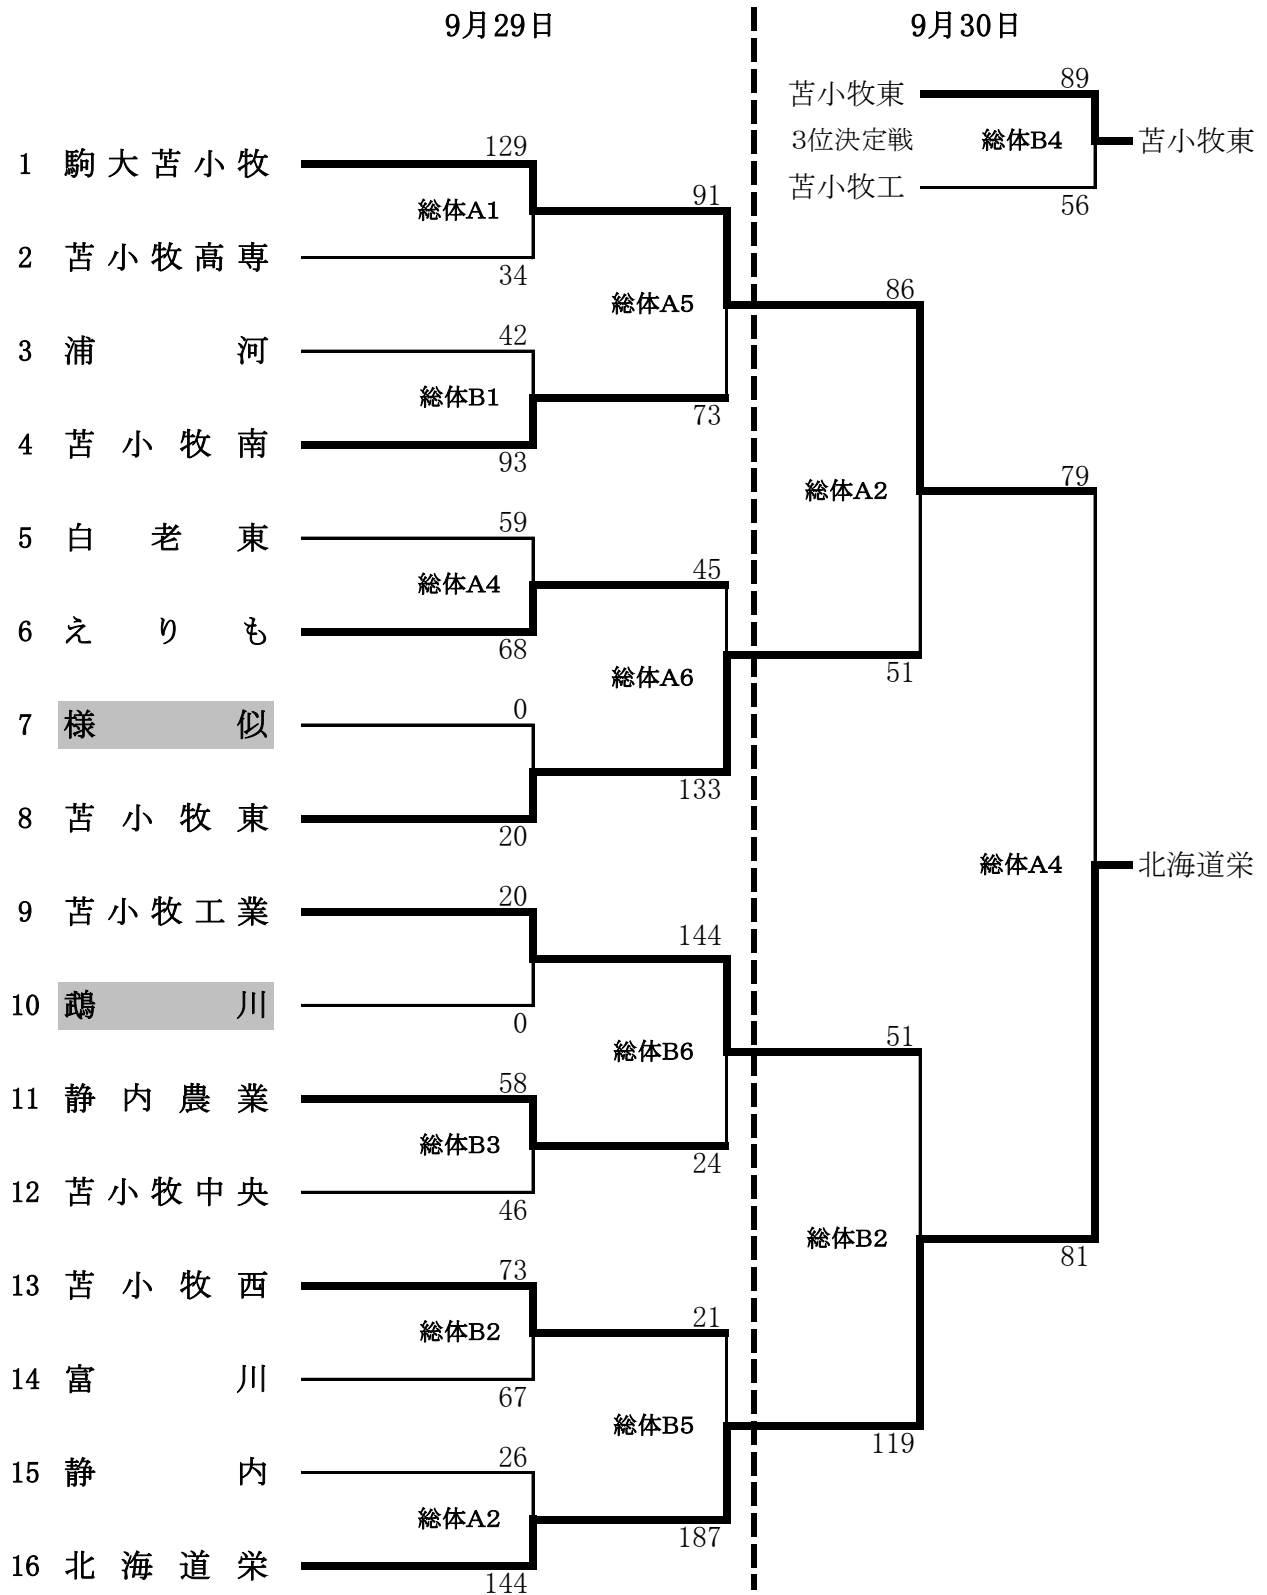 9月29日
9月30日
苫小牧東
89
3位決定戦
総体B4
苫小牧東
苫小牧工
56
1 駒大苫小牧
129
総体A1
91
2 苫小牧高専
34
総体A5
86
3 浦河
42
総体B1
73
4 苫小牧南
93
総体A2
79
5 白老東
59
総体A4
45
6 えりも
68
総体A6
51
7 様似
0
133
8 苫小牧東
20
総体A4
北海道栄
9 苫小牧工業
20
144
10 鵡川
0
総体B6
51
11 静内農業
58
総体B3
24
12 苫小牧中央
46
総体B2
81
13 苫小牧西
73
総体B2
21
14 富川
67
総体B5
119
15 静内
26
総体A2
187
16 北海道栄
144